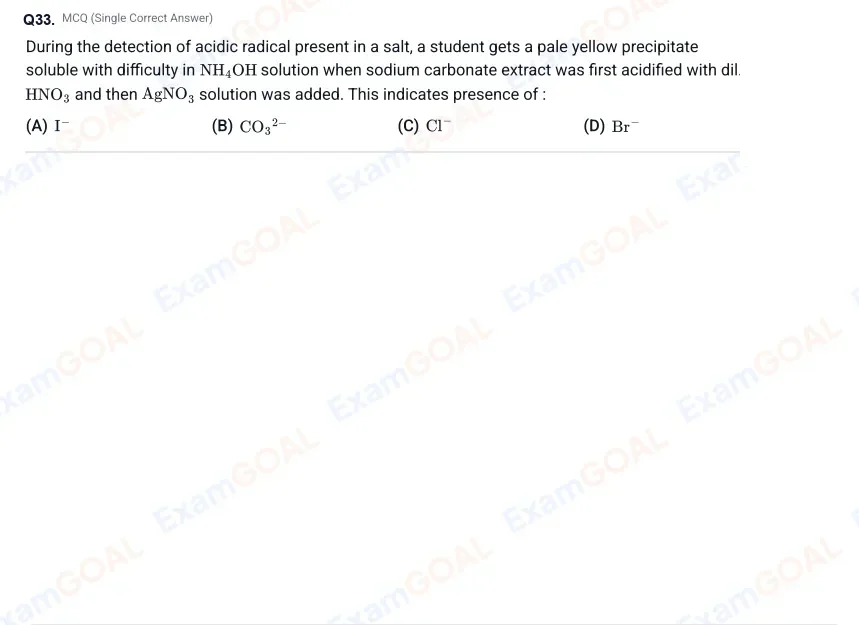 Q33. MCQ (Single Correct Answer)
During the detection of acidic radical present in a salt, a student gets a pale yellow precipitate
soluble with difficulty in NH₄OH solution when sodium carbonate extract was first acidified with dil.
HNO₃ and then AgNO₃ solution was added. This indicates presence of :
(A) I⁻ (B) CO₃²⁻ (C) Cl⁻ (D) Br⁻
ExamGOAL